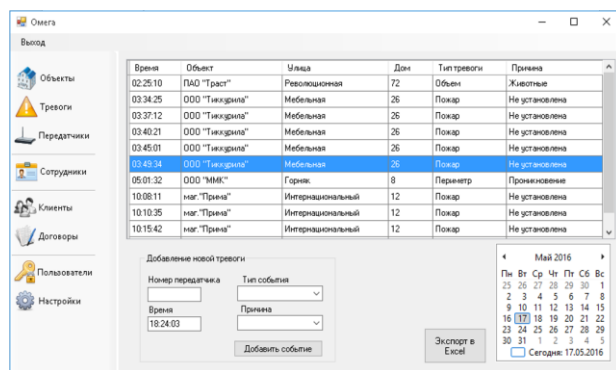 Омега
Выход
Объекты
Тревоги
Передатчики
Сотрудники
Клиенты
Договоры
Пользователи
Настройки
Время Объект Улица Дом Тип тревоги Причина
02:25:10 ПАО "Траст" Революционная 72 Объем Животные
03:34:25 ООО "Тиккурила" Мебельная 26 Пожар Не установлена
03:37:12 ООО "Тиккурила" Мебельная 26 Пожар Не установлена
03:40:21 ООО "Тиккурила" Мебельная 26 Пожар Не установлена
03:45:01 ООО "Тиккурила" Мебельная 26 Пожар Не установлена
03:49:34 ООО "Тиккурила" Мебельная 26 Пожар Не установлена
05:01:32 ООО "ММК" Горняк 8 Периметр Проникновение
10:08:11 маг."Прима" Интернациональный 12 Пожар Не установлена
10:10:35 маг."Прима" Интернациональный 12 Пожар Не установлена
10:15:42 маг."Прима" Интернациональный 12 Пожар Не установлена
Добавление новой тревоги
Номер передатчика Тип события
Время Причина
18:24:03
Добавить событие
Экспорт в
Excel
Май 2016
Пн Вт Ср Чт Пт Сб Вс
25 26 27 28 29 30 1
2 3 4 5 6 7 8
9 10 11 12 13 14 15
16 17 18 19 20 21 22
23 24 25 26 27 28 29
30 31 1 2 3 4 5
Сегодня: 17.05.2016